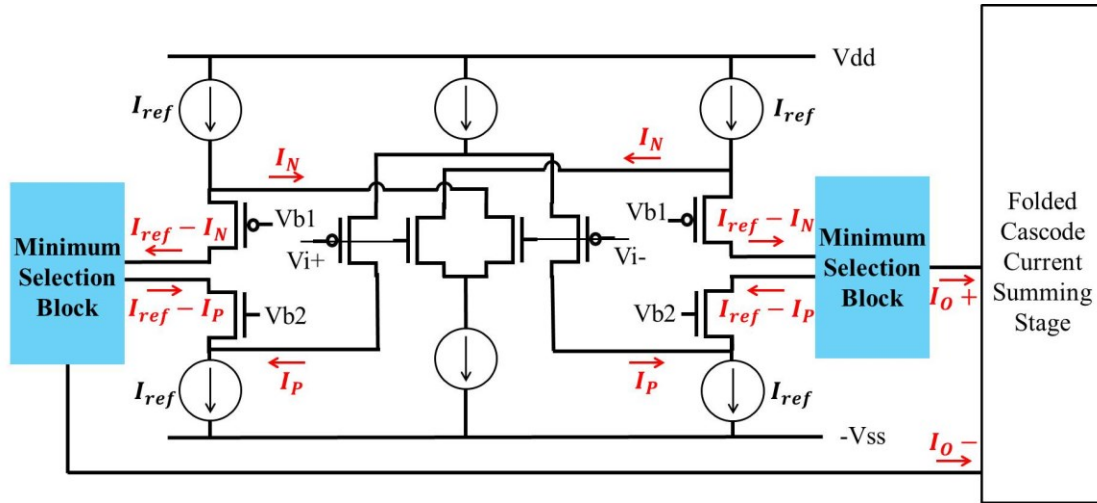 Vdd
I_ref
I_ref
I_N
I_N
Vb1
Vb1
I_ref − I_N
I_ref − I_N
Minimum
Selection
Block
Vi+
Vi-
Minimum
Selection
Block
Folded
Cascode
Current
Summing
Stage
I_ref − I_P
I_ref − I_P
I_O +
Vb2
Vb2
I_P
I_P
I_ref
I_ref
-Vss
I_O −